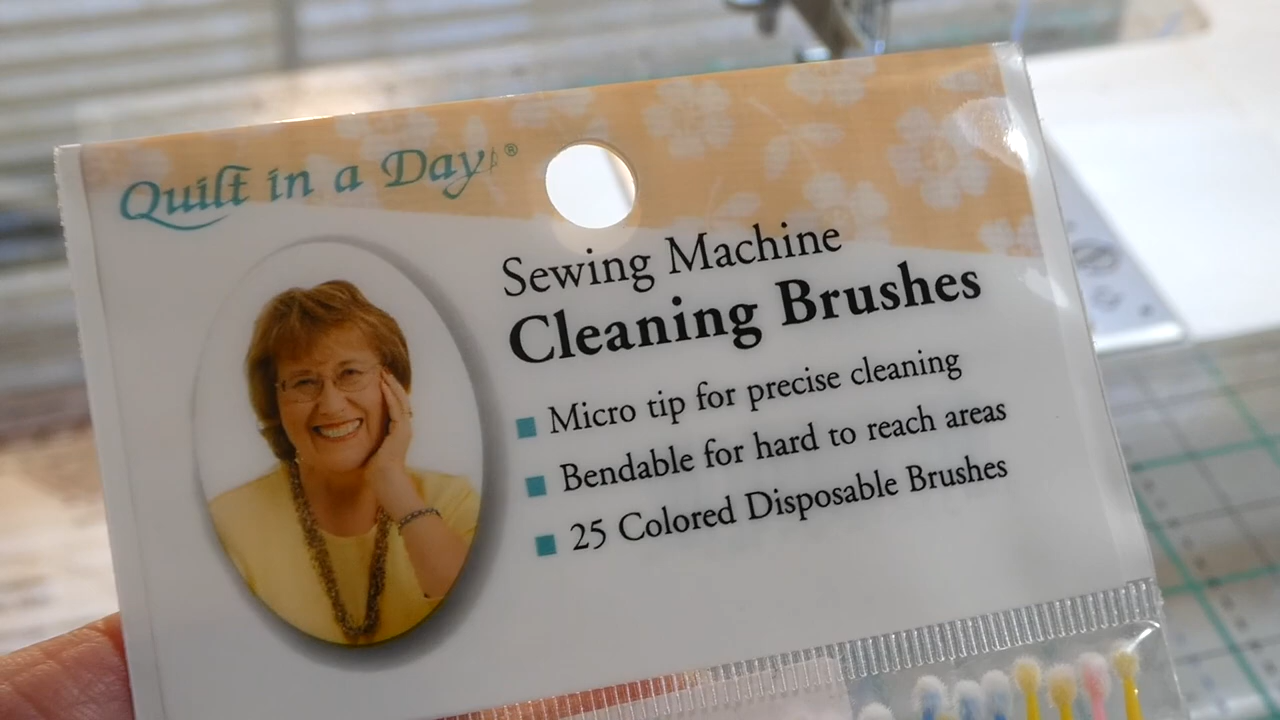 Quilt in a Day®
Sewing Machine
Cleaning Brushes
Micro tip for precise cleaning
Bendable for hard to reach areas
25 Colored Disposable Brushes